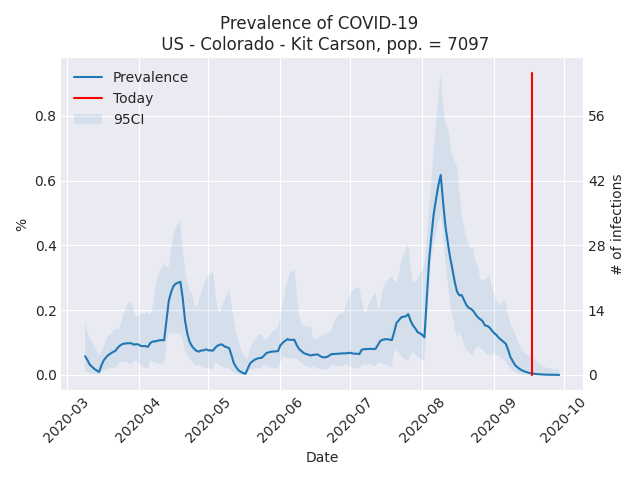 Prevalence of COVID-19
US - Colorado - Kit Carson, pop. = 7097
Prevalence
Today
95CI
%
0.8
0.6
0.4
0.2
0.0
56
42
28
14
0
# of infections
2020-03
2020-04
2020-05
2020-06
2020-07
2020-08
2020-09
2020-10
Date